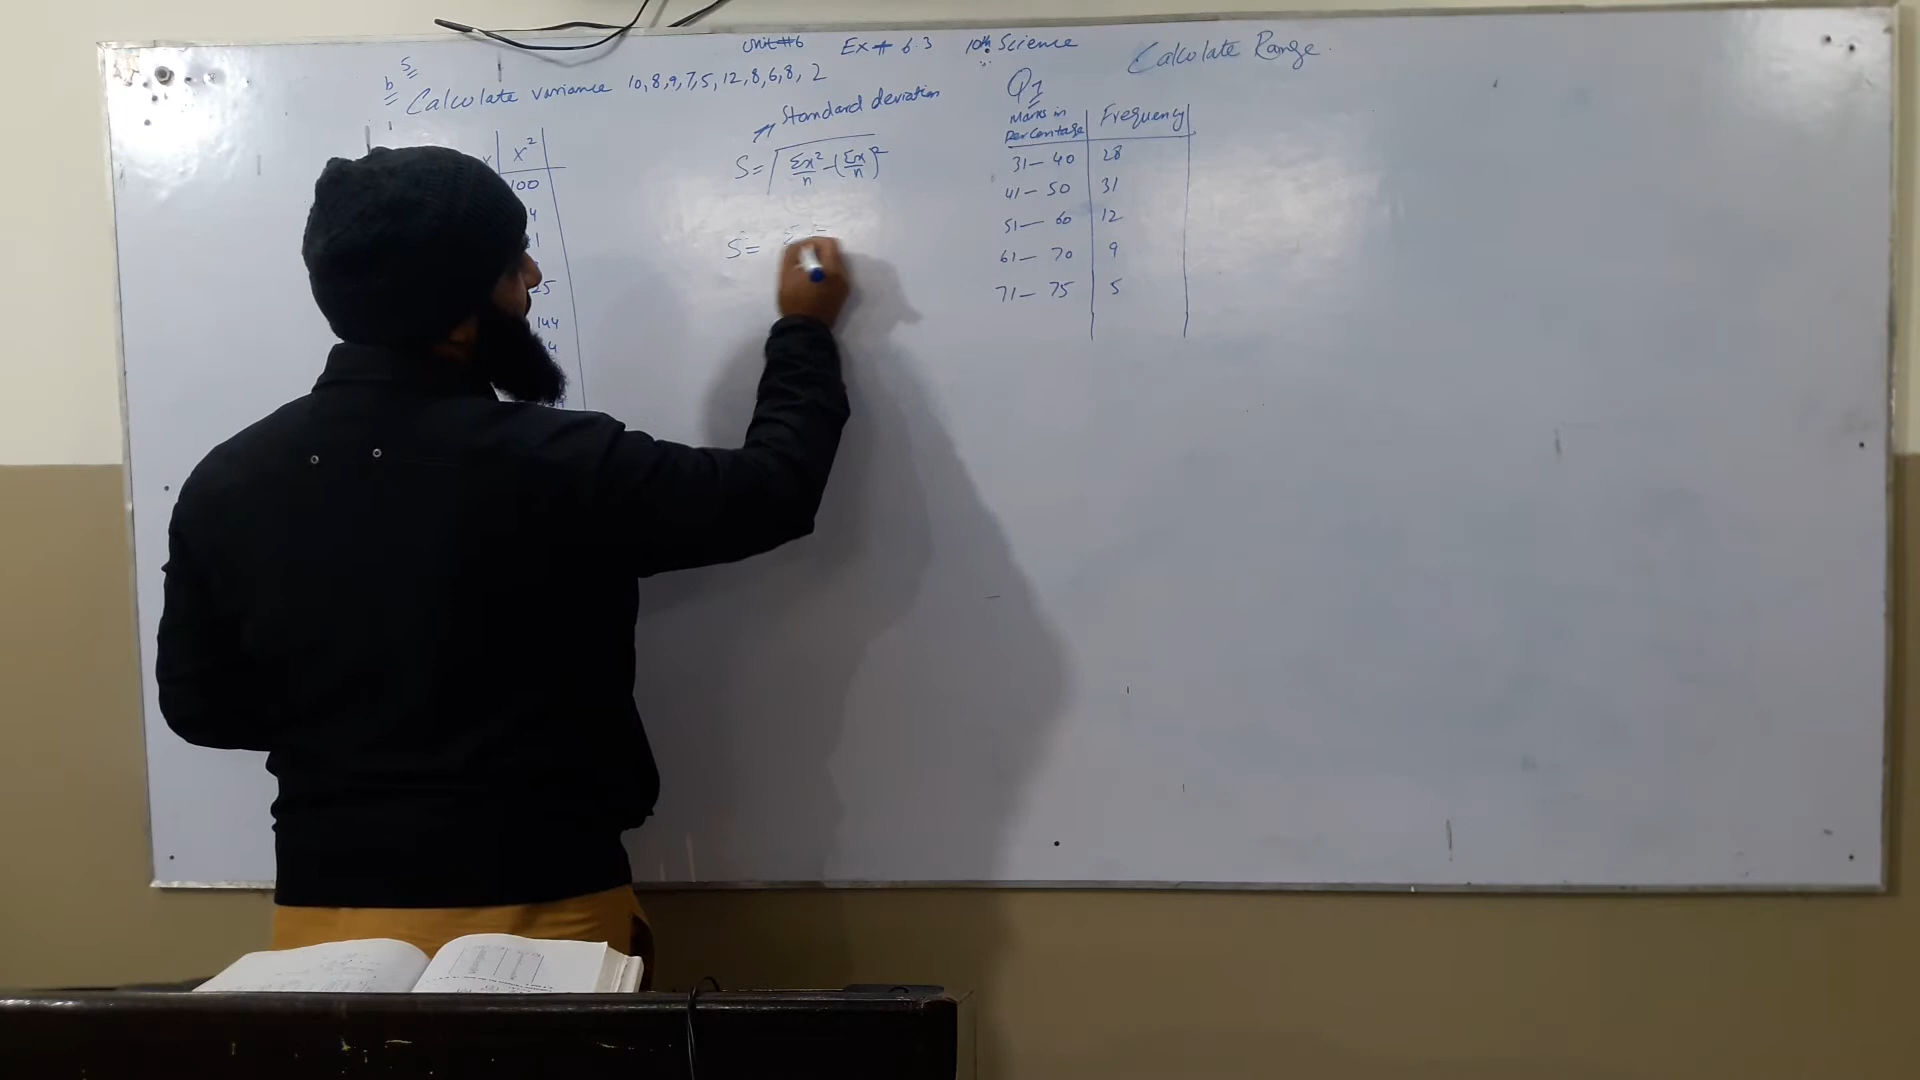 Unit #6 Ex # 6.3 10th Science
5
b Calculate variance 10,8,9,7,5,12,8,6,8, 2
x x²
100
4
1
25
144
4
Standard deviation
S= √Σx²/n -(Σx/n)²
S²= Σ
Calculate Range.
Q1
Marks in Percentage Frequency
31— 40 28
41— 50 31
51— 60 12
61— 70 9
71— 75 5